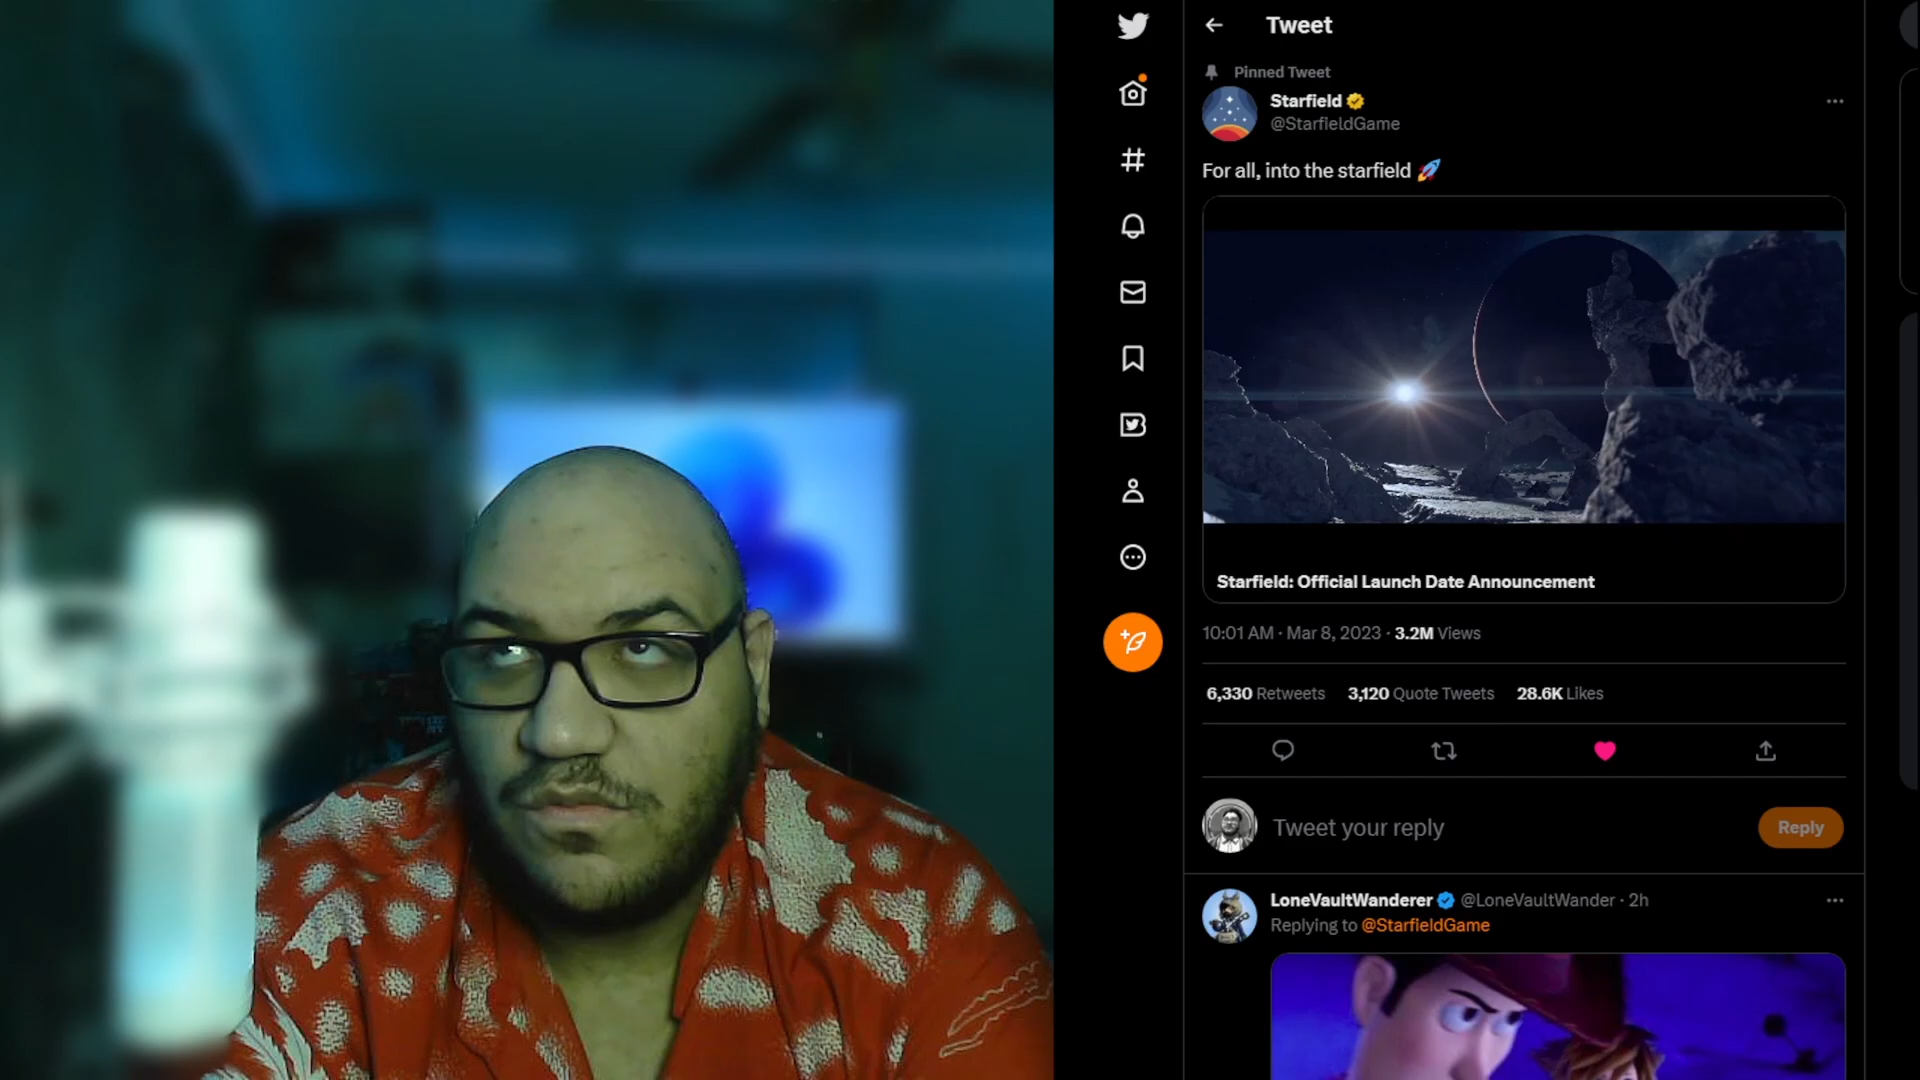 Tweet
Pinned Tweet
Starfield
@StarfieldGame
For all, into the starfield 🚀
Starfield: Official Launch Date Announcement
10:01 AM · Mar 8, 2023 · 3.2M Views
6,330 Retweets 3,120 Quote Tweets 28.6K Likes
Tweet your reply
Reply
LoneVaultWanderer @LoneVaultWander · 2h
Replying to @StarfieldGame